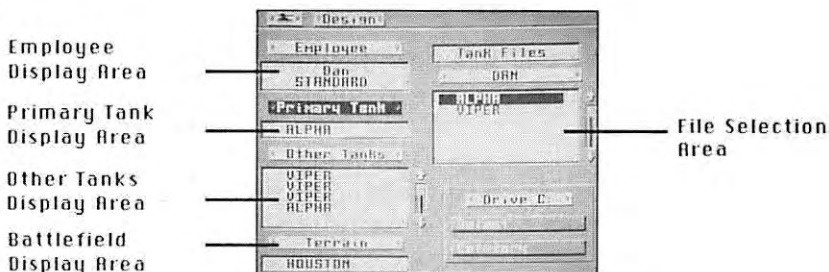 Design
Employee
Display Area
Primary Tank
Display Area
Other Tanks
Display Area
Battlefield
Display Area
Employee
Dan
STANDARD
Primary Tank
ALPHA
Other Tanks
VIPER
VIPER
VIPER
ALPHA
Terrain
HOUSTON
Tank Files
DAN
ALPHA
VIPER
Drive C:
File Selection
Area